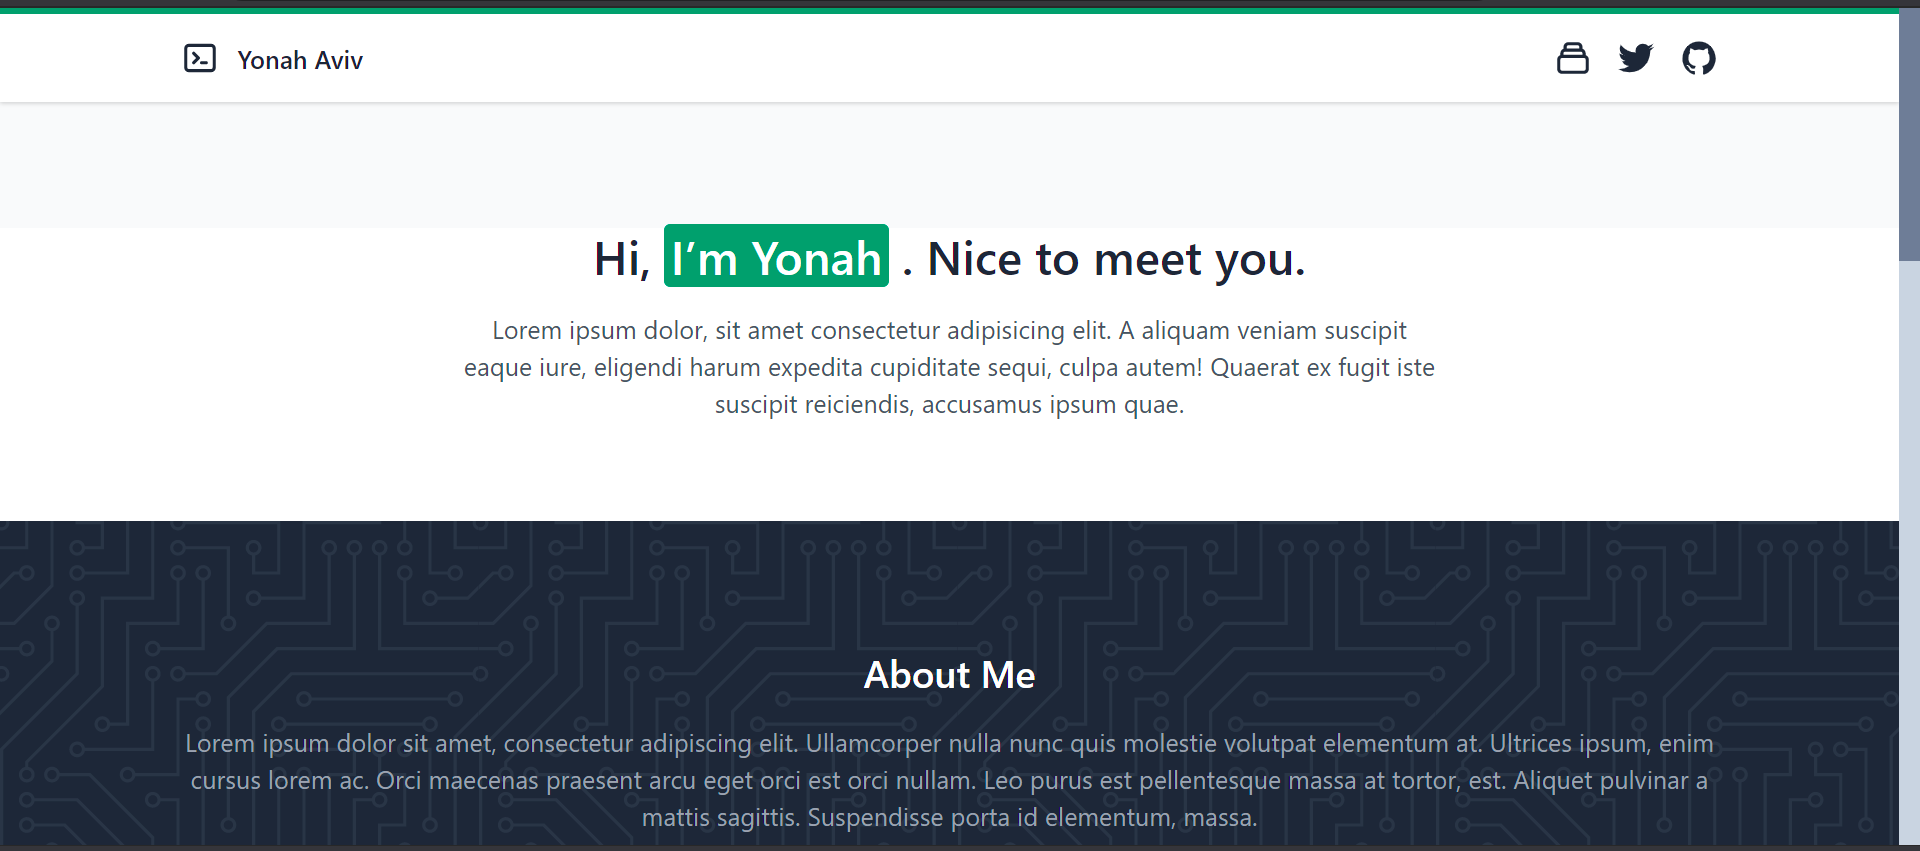 Yonah Aviv
Hi, I’m Yonah . Nice to meet you.
Lorem ipsum dolor, sit amet consectetur adipisicing elit. A aliquam veniam suscipit
eaque iure, eligendi harum expedita cupiditate sequi, culpa autem! Quaerat ex fugit iste
suscipit reiciendis, accusamus ipsum quae.
About Me
Lorem ipsum dolor sit amet, consectetur adipiscing elit. Ullamcorper nulla nunc quis molestie volutpat elementum at. Ultrices ipsum, enim
cursus lorem ac. Orci maecenas praesent arcu eget orci est orci nullam. Leo purus est pellentesque massa at tortor, est. Aliquet pulvinar a
mattis sagittis. Suspendisse porta id elementum, massa.